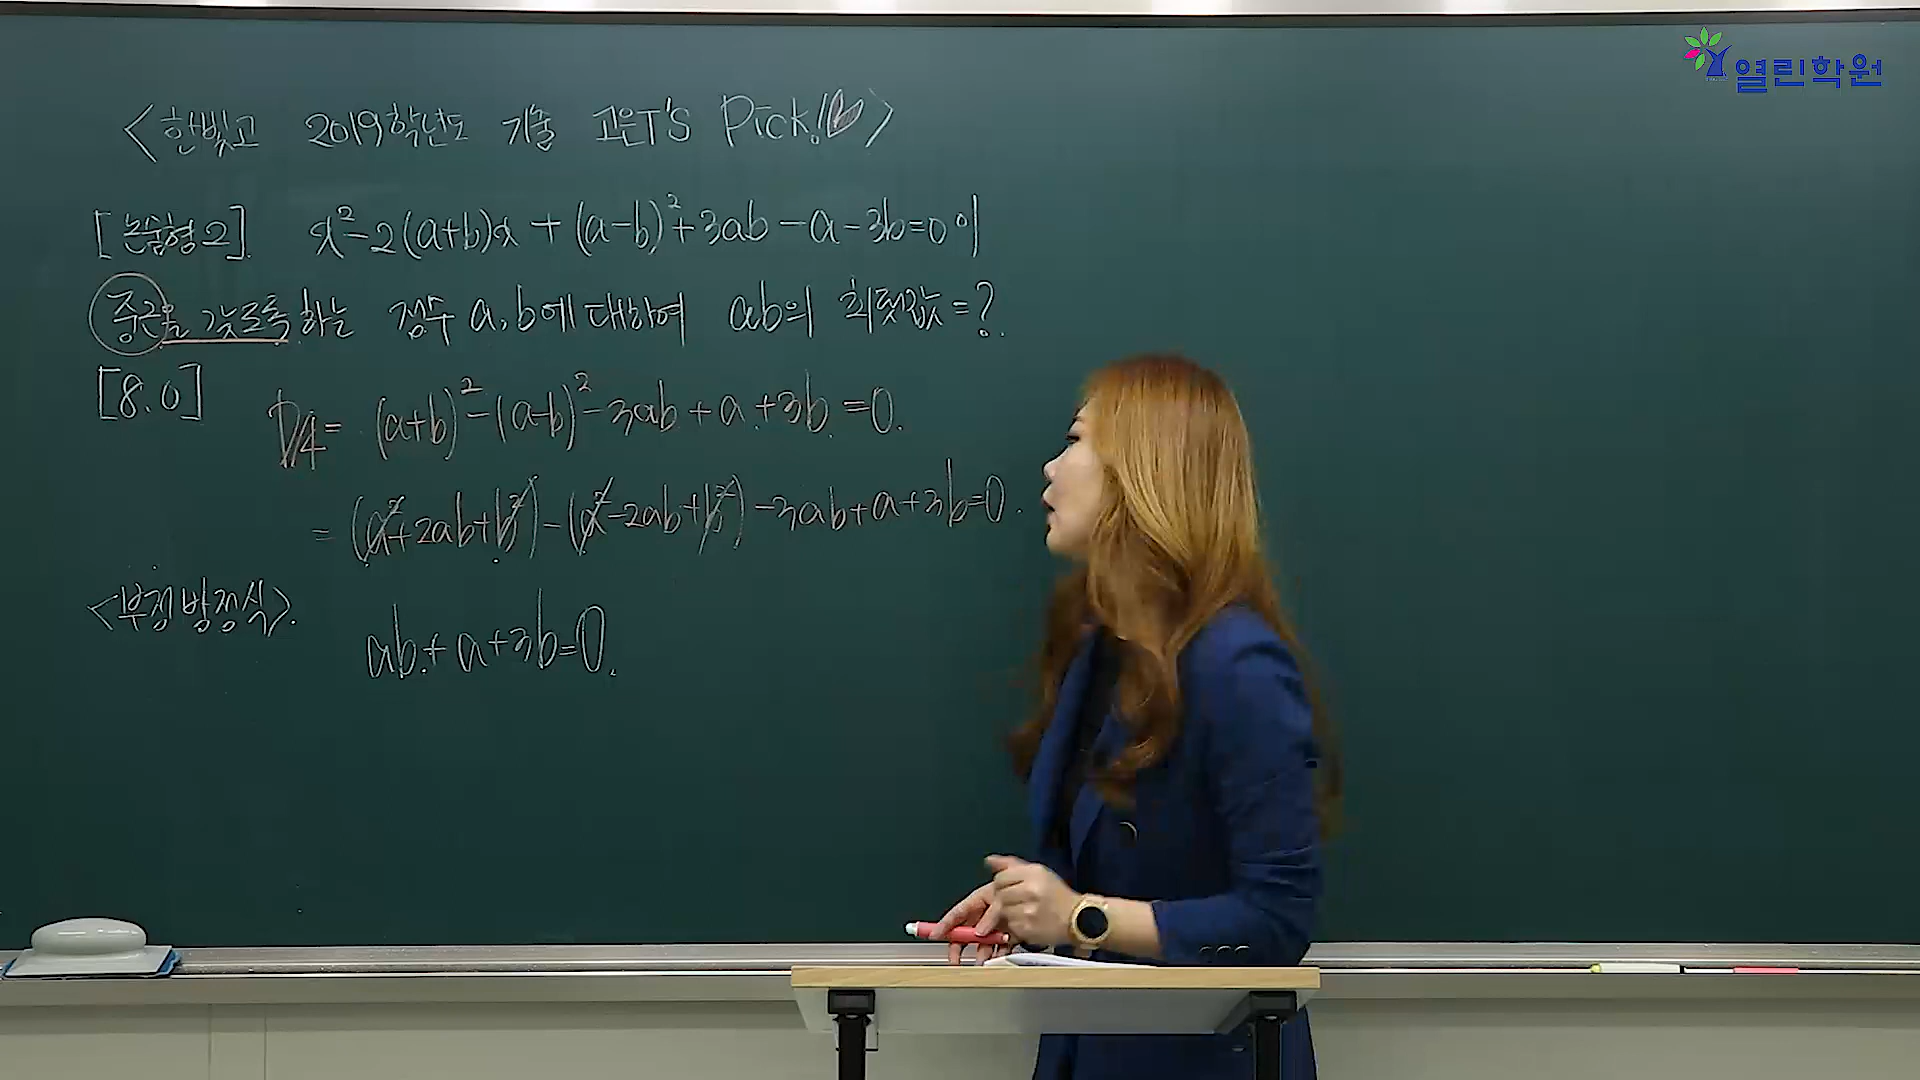 열린학원
<한빛고 2019학년도 기출 고은T'S Pick!>
[논술형2] x²-2(a+b)x+(a-b)²+3ab-a-3b=0이
중근을 갖도록 하는 정수 a, b에 대하여 ab의 최댓값=?
[8.0]
D/4= (a+b)²-(a-b)²-3ab+a+3b=0.
= (a²+2ab+b²)-(a²-2ab+b²)-3ab+a+3b=0.
<부정방정식>.
ab+a+3b=0.